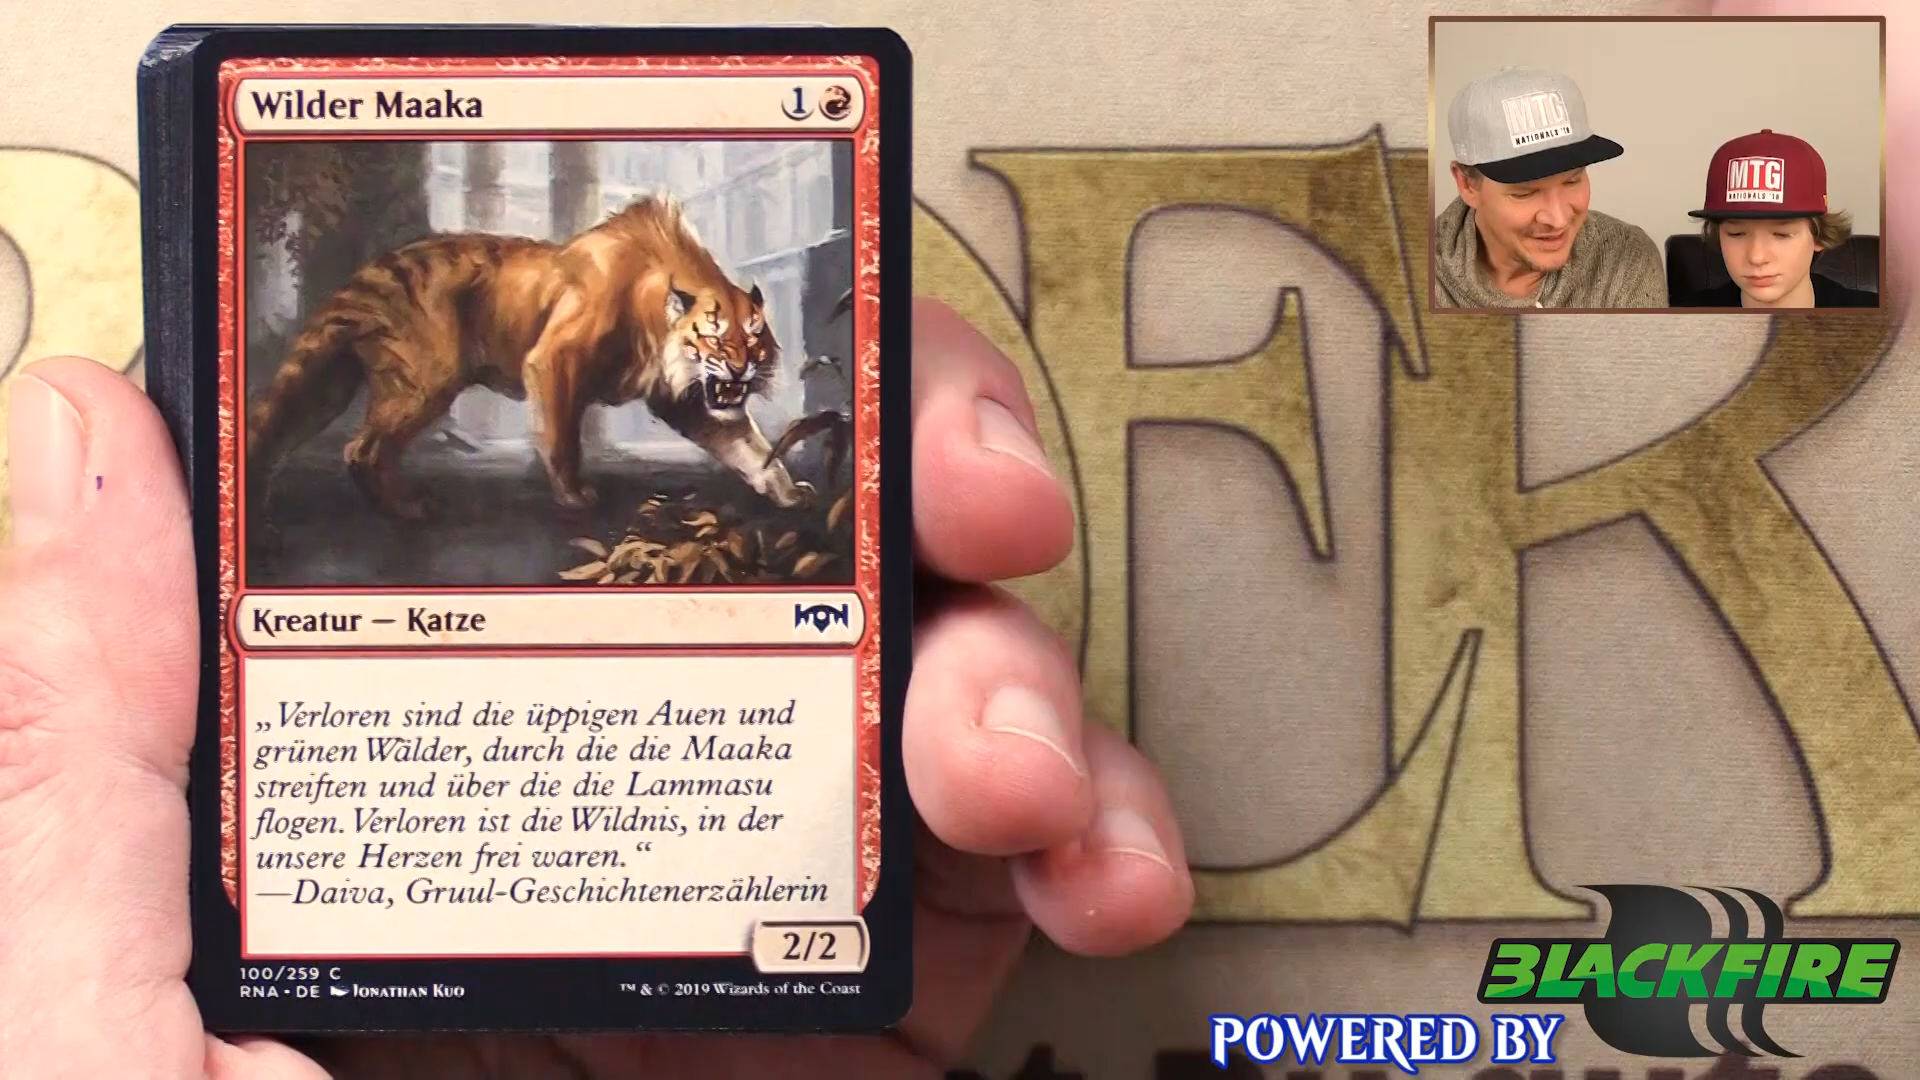 Wilder Maaka
1
Kreatur — Katze
„Verloren sind die üppigen Auen und
grünen Wälder, durch die die Maaka
streiften und über die die Lammasu
flogen. Verloren ist die Wildnis, in der
unsere Herzen frei waren.“
—Daiva, Gruul-Geschichtenerzählerin
2/2
100/259 C
RNA • DE Jonathan Kuo
™ & © 2019 Wizards of the Coast
MTG
NATIONALS '18
MTG
NATIONALS '18
ER
BLACKFIRE
POWERED BY